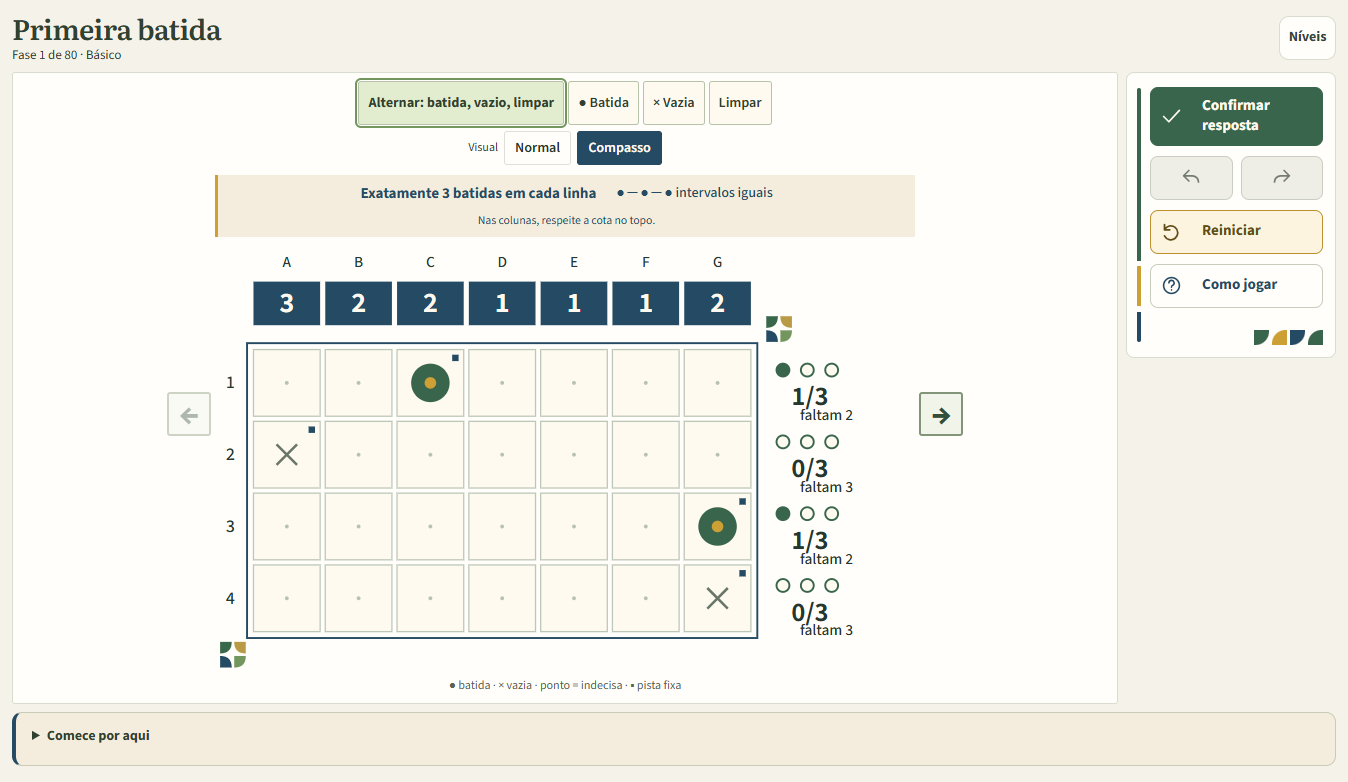 Primeira batida
Fase 1 de 80 · Básico
Níveis
Alternar: batida, vazio, limpar
● Batida
× Vazia
Limpar
Visual
Normal
Compasso
Exatamente 3 batidas em cada linha
●—●—● intervalos iguais
Nas colunas, respeite a cota no topo.
A B C D E F G
3 2 2 1 1 1 2
1
1/3
faltam 2
2
0/3
faltam 3
3
1/3
faltam 2
4
0/3
faltam 3
● batida · × vazia · ponto = indecisa · ▪ pista fixa
Confirmar
resposta
Reiniciar
Como jogar
▶ Comece por aqui